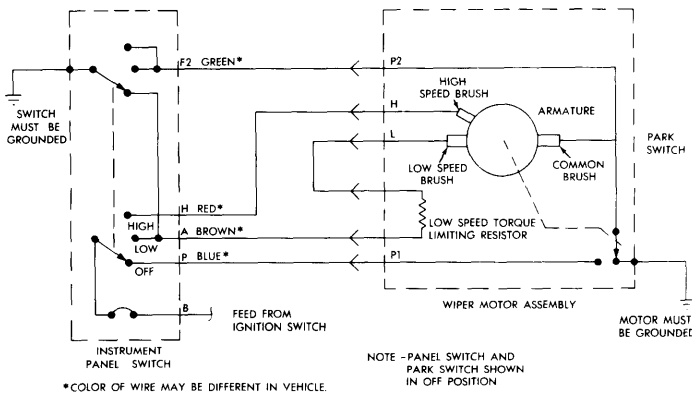 F2 GREEN*
P2
HIGH
SPEED BRUSH
ARMATURE
SWITCH
MUST BE
GROUNDED
H
L
PARK
SWITCH
LOW SPEED
BRUSH
COMMON
BRUSH
H RED*
HIGH
A BROWN*
LOW
LOW SPEED TORQUE
LIMITING RESISTOR
P BLUE*
OFF
P1
B
FEED FROM
IGNITION SWITCH
WIPER MOTOR ASSEMBLY
MOTOR MUST
BE GROUNDED
INSTRUMENT
PANEL SWITCH
NOTE - PANEL SWITCH AND
PARK SWITCH SHOWN
IN OFF POSITION
*COLOR OF WIRE MAY BE DIFFERENT IN VEHICLE.